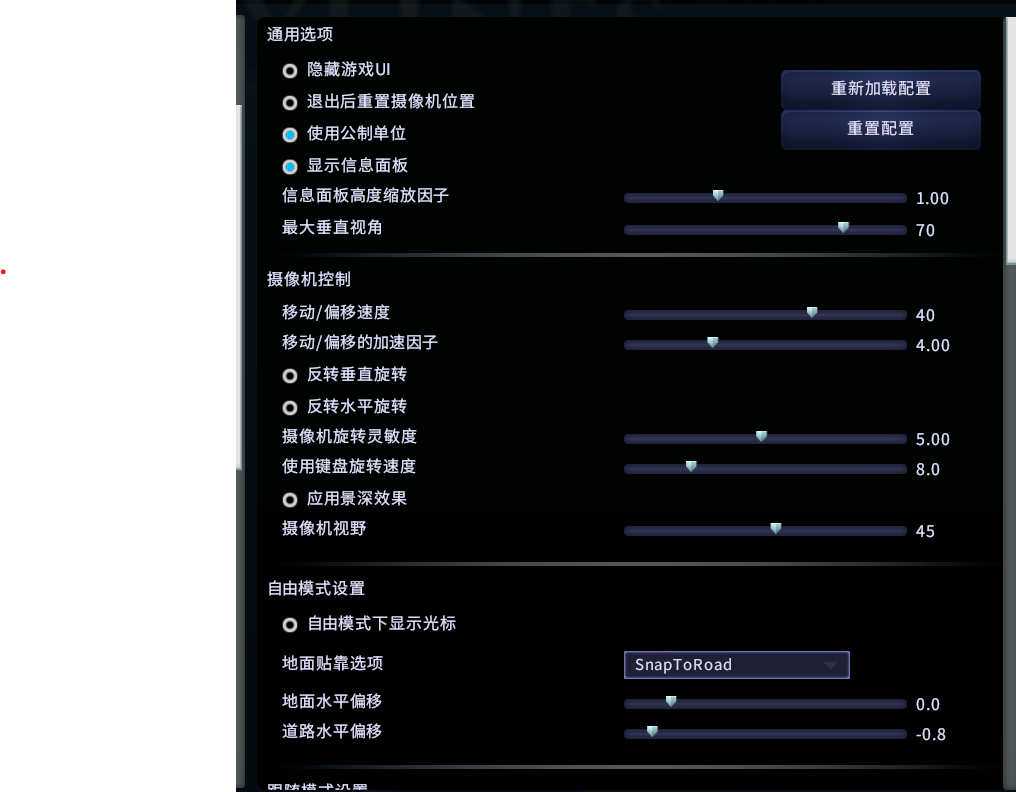 通用选项
隐藏游戏UI
退出后重置摄像机位置
使用公制单位
显示信息面板
重新加载配置
重置配置
信息面板高度缩放因子 1.00
最大垂直视角 70
摄像机控制
移动/偏移速度 40
移动/偏移的加速因子 4.00
反转垂直旋转
反转水平旋转
摄像机旋转灵敏度 5.00
使用键盘旋转速度 8.0
应用景深效果
摄像机视野 45
自由模式设置
自由模式下显示光标
地面贴靠选项 SnapToRoad
地面水平偏移 0.0
道路水平偏移 -0.8
跟随模式设置